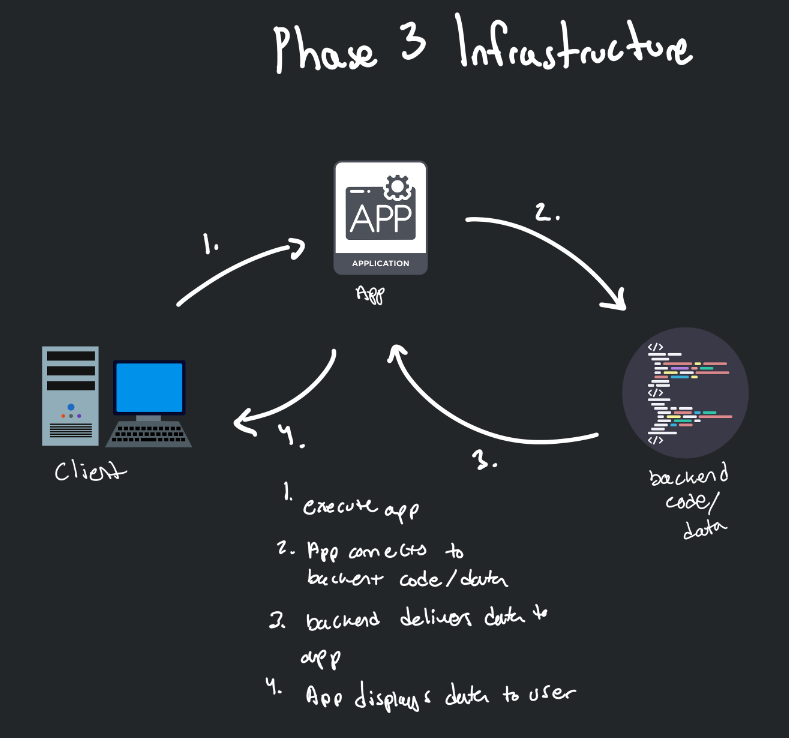 Phase 3 Infrastructure
1.
2.
APP
APPLICATION
App
</>
</>
</>
Client
4.
3.
backend
code/
data
1. execute app
2. App connects to
backent code/data
3. backend delivers data to
app
4. App displays data to user